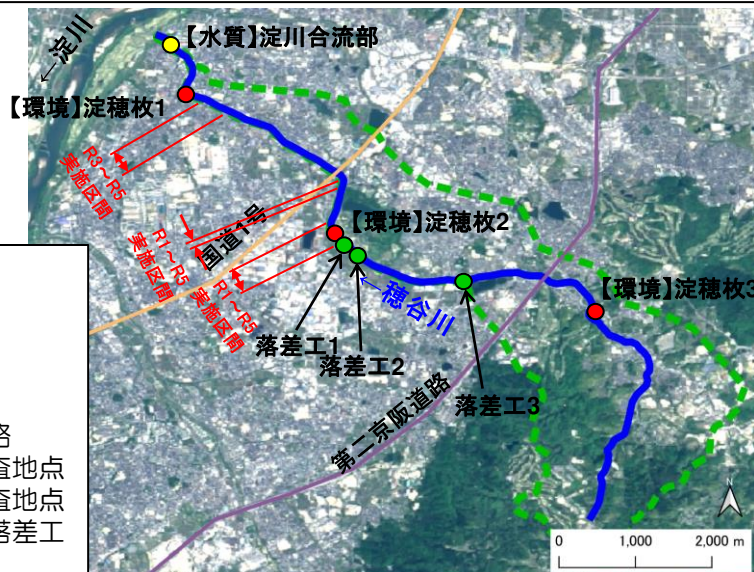 【水質】淀川合流部
←淀川
【環境】淀穂枚1
R3～R5
実施区間
国道1号
【環境】淀穂枚2
R1～R5
実施区間
R1～R5
実施区間
←穂谷川
【環境】淀穂枚3
落差工1
落差工2
落差工3
第二京阪道路
路
査地点
査地点
落差工
0 1,000 2,000 m